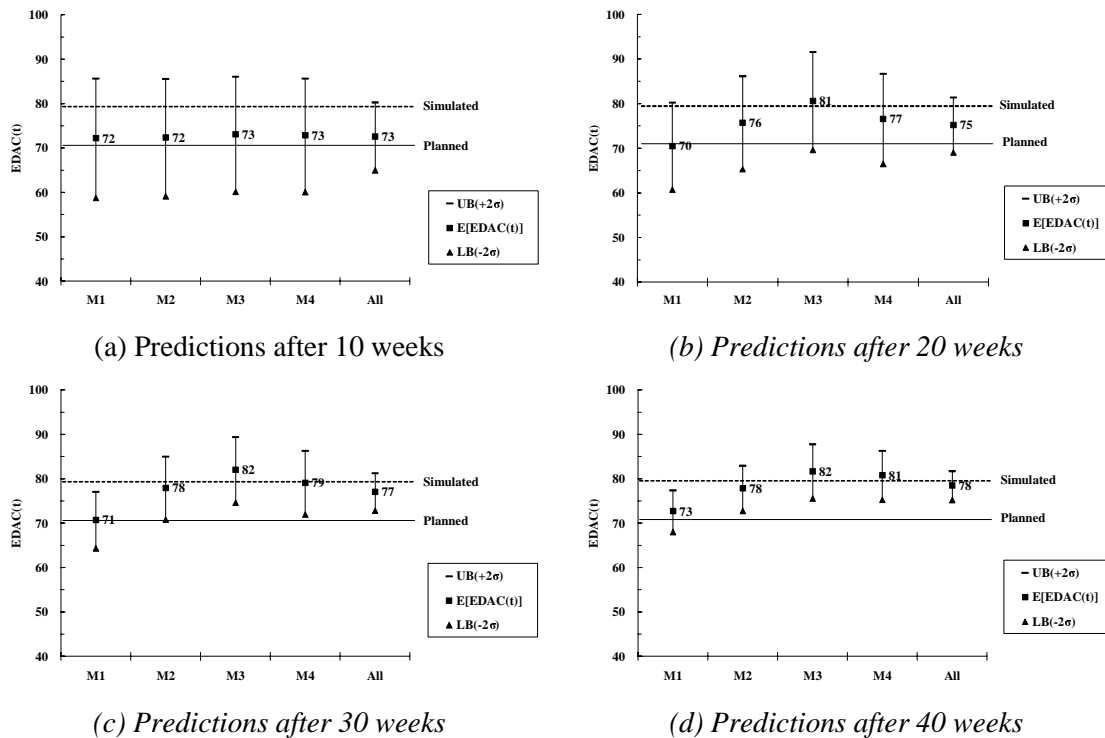 100
90
80
70
60
50
40
EDAC(t)
72
72
73
73
73
Simulated
Planned
UB(+2σ)
E[EDAC(t)]
LB(-2σ)
M1 M2 M3 M4 All
(a) Predictions after 10 weeks
100
90
80
70
60
50
40
EDAC(t)
70
76
81
77
75
Simulated
Planned
UB(+2σ)
E[EDAC(t)]
LB(-2σ)
M1 M2 M3 M4 All
(b) Predictions after 20 weeks
100
90
80
70
60
50
40
EDAC(t)
71
78
82
79
77
Simulated
Planned
UB(+2σ)
E[EDAC(t)]
LB(-2σ)
M1 M2 M3 M4 All
(c) Predictions after 30 weeks
100
90
80
70
60
50
40
EDAC(t)
73
78
82
81
78
Simulated
Planned
UB(+2σ)
E[EDAC(t)]
LB(-2σ)
M1 M2 M3 M4 All
(d) Predictions after 40 weeks